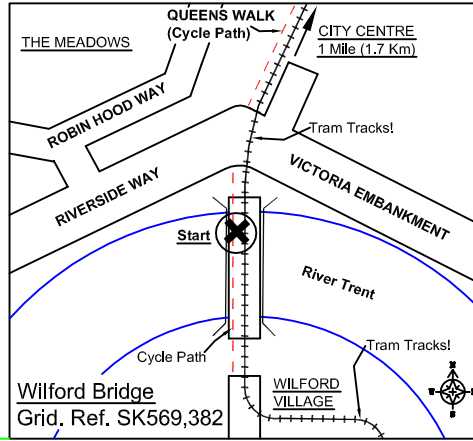 QUEENS WALK
(Cycle Path)
CITY CENTRE
1 Mile (1.7 Km)
THE MEADOWS
ROBIN HOOD WAY
Tram Tracks!
RIVERSIDE WAY
VICTORIA EMBANKMENT
Start
River Trent
Cycle Path
Tram Tracks!
Wilford Bridge
Grid. Ref. SK569,382
WILFORD
VILLAGE